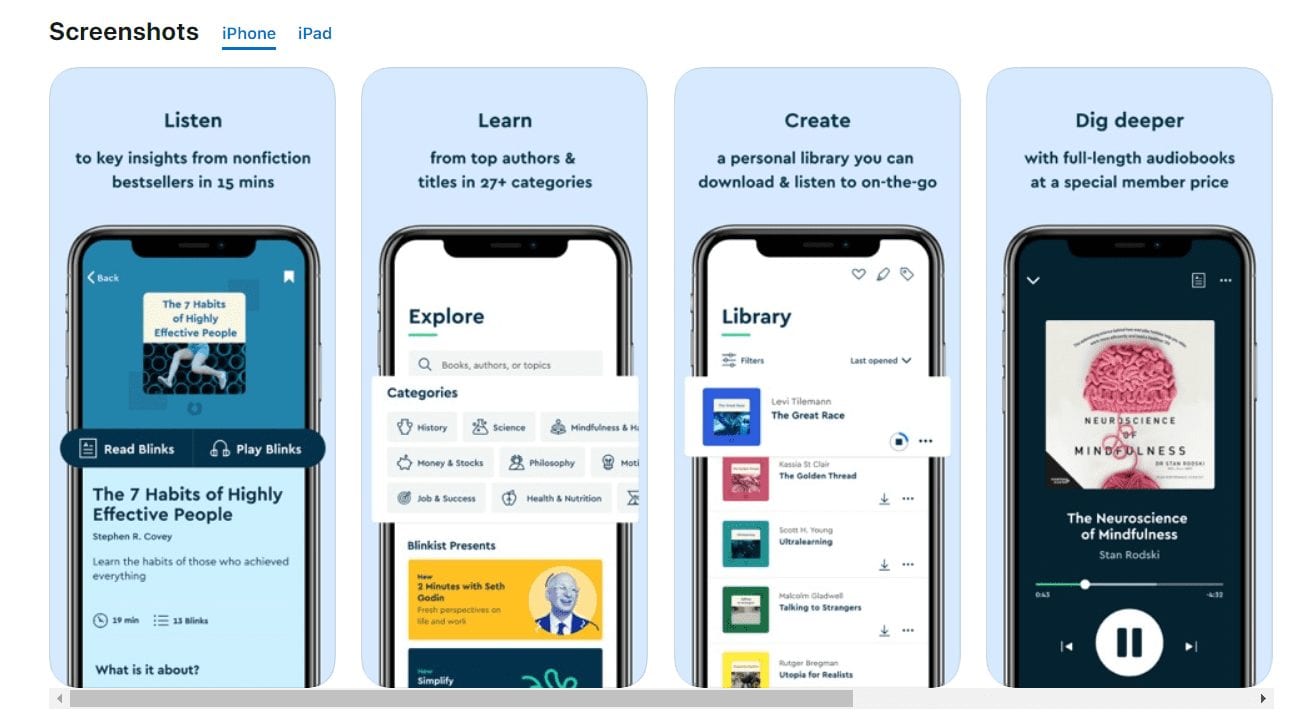 Screenshots iPhone iPad
Listen
to key insights from nonfiction
bestsellers in 15 mins
Back
The 7 Habits
of Highly
Effective People
Read Blinks Play Blinks
The 7 Habits of Highly
Effective People
Stephen R. Covey
Learn the habits of those who achieved
everything
19 min 13 Blinks
What is it about?
Learn
from top authors &
titles in 27+ categories
Explore
Books, authors, or topics
Categories
History Science Mindfulness & Ha
Money & Stocks Philosophy Moti
Job & Success Health & Nutrition
Blinkist Presents
New
2 Minutes with Seth
Godin
Fresh perspectives on
life and work
New
Simplify
Create
a personal library you can
download & listen to on-the-go
Library
Filters Last opened
The Great Race
Levi Tilemann
The Great Race
Kassia St Clair
The Golden Thread
Scott H. Young
Ultralearning
Malcolm Gladwell
Talking to Strangers
Rutger Bregman
Utopia for Realists
Dig deeper
with full-length audiobooks
at a special member price
NEUROSCIENCE
OF
MINDFULNESS
DR STAN RODSKI
The Neuroscience
of Mindfulness
Stan Rodski
0:43 -4:32